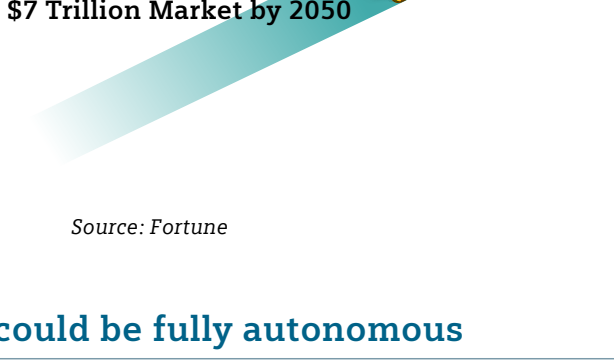 $7 Trillion Market by 2050
Source: Fortune
could be fully autonomous